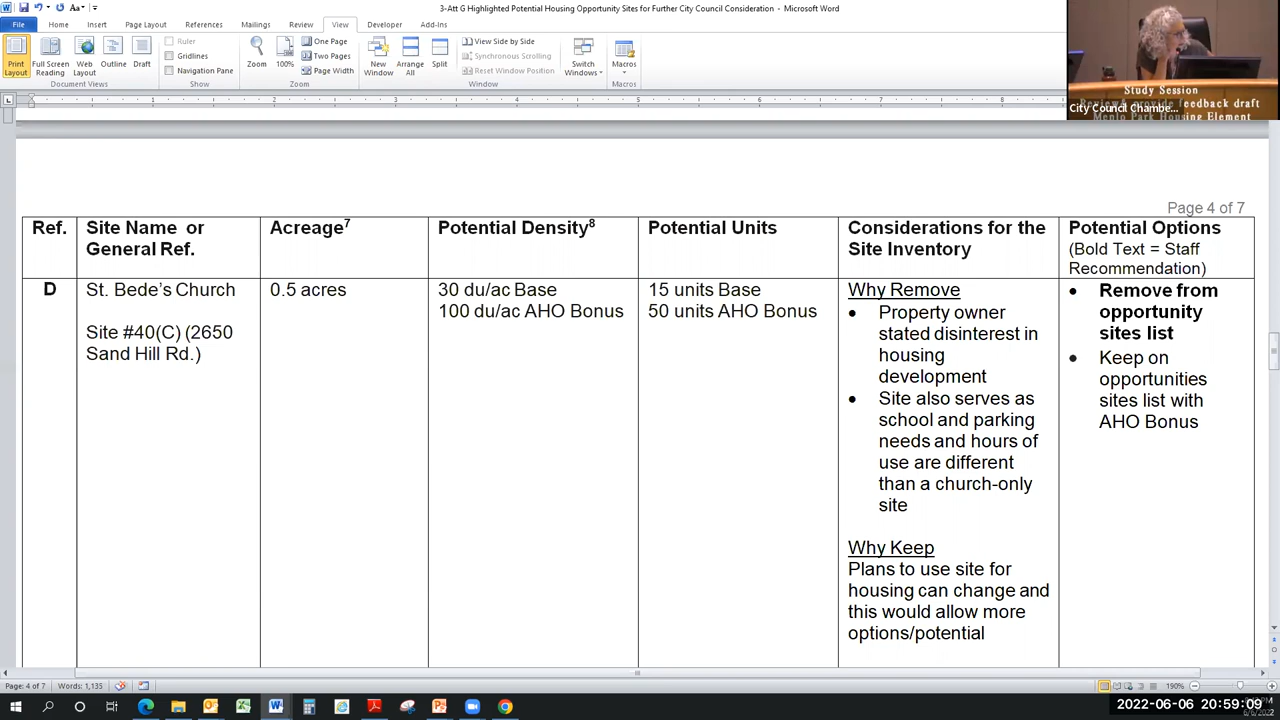 3-Att G Highlighted Potential Housing Opportunity Sites for Further City Council Consideration - Microsoft Word
File Home Insert Page Layout References Mailings Review View Developer Add-Ins
Print Layout
Full Screen Reading
Web Layout
Outline
Draft
Document Views
Ruler
Gridlines
Navigation Pane
Show
Zoom
100%
One Page
Two Pages
Page Width
Zoom
New Window
Arrange All
Split
View Side by Side
Synchronous Scrolling
Reset Window Position
Window
Switch Windows
Macros
Macros
Study Session
feedback draft
City Council Chambe...
Menlo Park Housing Element
Page 4 of 7
Ref.
Site Name or
General Ref.
Acreage7
Potential Density8
Potential Units
Considerations for the
Site Inventory
Potential Options
(Bold Text = Staff
Recommendation)
D
St. Bede's Church
Site #40(C) (2650
Sand Hill Rd.)
0.5 acres
30 du/ac Base
100 du/ac AHO Bonus
15 units Base
50 units AHO Bonus
Why Remove
• Property owner
stated disinterest in
housing
development
• Site also serves as
school and parking
needs and hours of
use are different
than a church-only
site
Why Keep
Plans to use site for
housing can change and
this would allow more
options/potential
• Remove from
opportunity
sites list
• Keep on
opportunities
sites list with
AHO Bonus
Page: 4 of 7 Words: 1,135
190%
2022-06-06 20:59:09